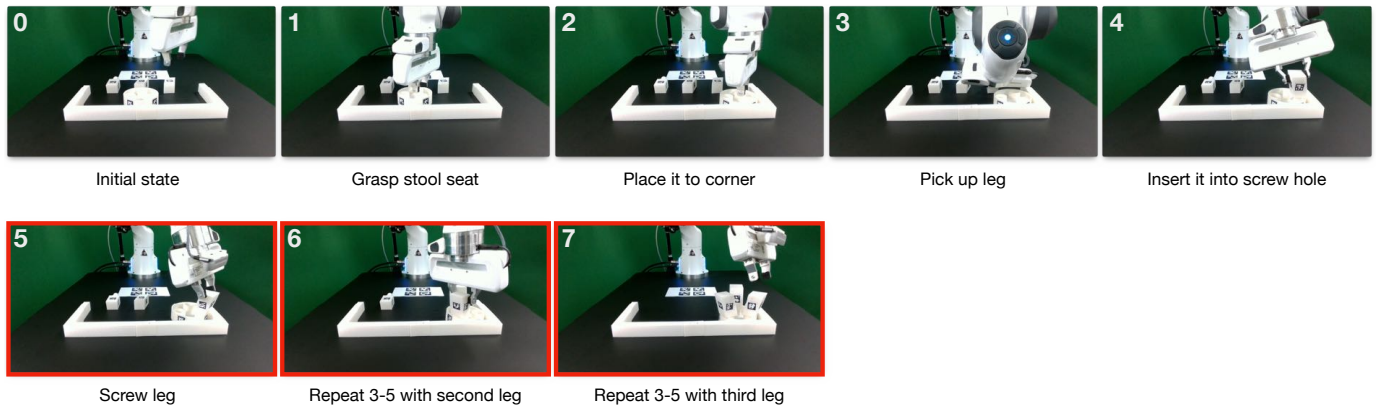 0
1
2
3
4
Initial state
Grasp stool seat
Place it to corner
Pick up leg
Insert it into screw hole
5
6
7
Screw leg
Repeat 3-5 with second leg
Repeat 3-5 with third leg